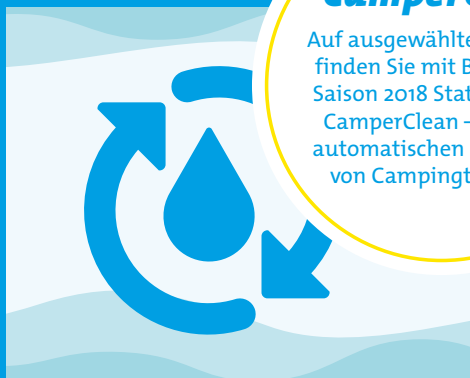 Auf ausgewählte
finden Sie mit B
Saison 2018 Stat
CamperClean –
automatischen
von Campingt